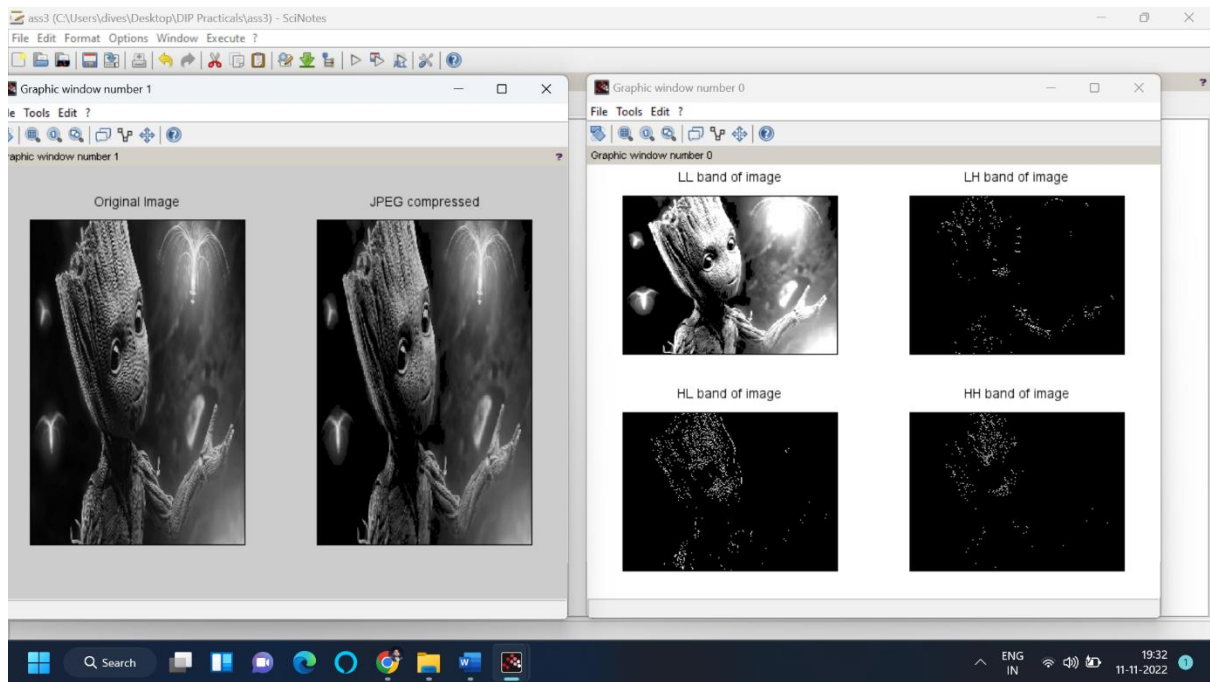 ass3 (C:\Users\dives\Desktop\DIP Practicals\ass3) - SciNotes
File Edit Format Options Window Execute ?
Graphic window number 1
le Tools Edit ?
raphic window number 1 ?
Original Image
JPEG compressed
Graphic window number 0
File Tools Edit ?
Graphic window number 0
LL band of image
LH band of image
HL band of image
HH band of image
?
Search
ENG
IN
19:32
11-11-2022
1